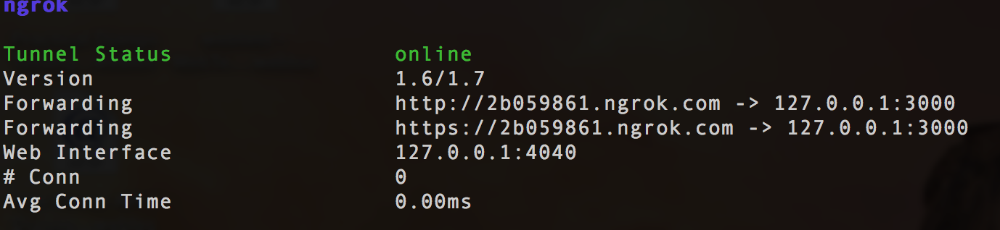 ngrok
Tunnel Status online
Version 1.6/1.7
Forwarding http://2b059861.ngrok.com -> 127.0.0.1:3000
Forwarding https://2b059861.ngrok.com -> 127.0.0.1:3000
Web Interface 127.0.0.1:4040
# Conn 0
Avg Conn Time 0.00ms